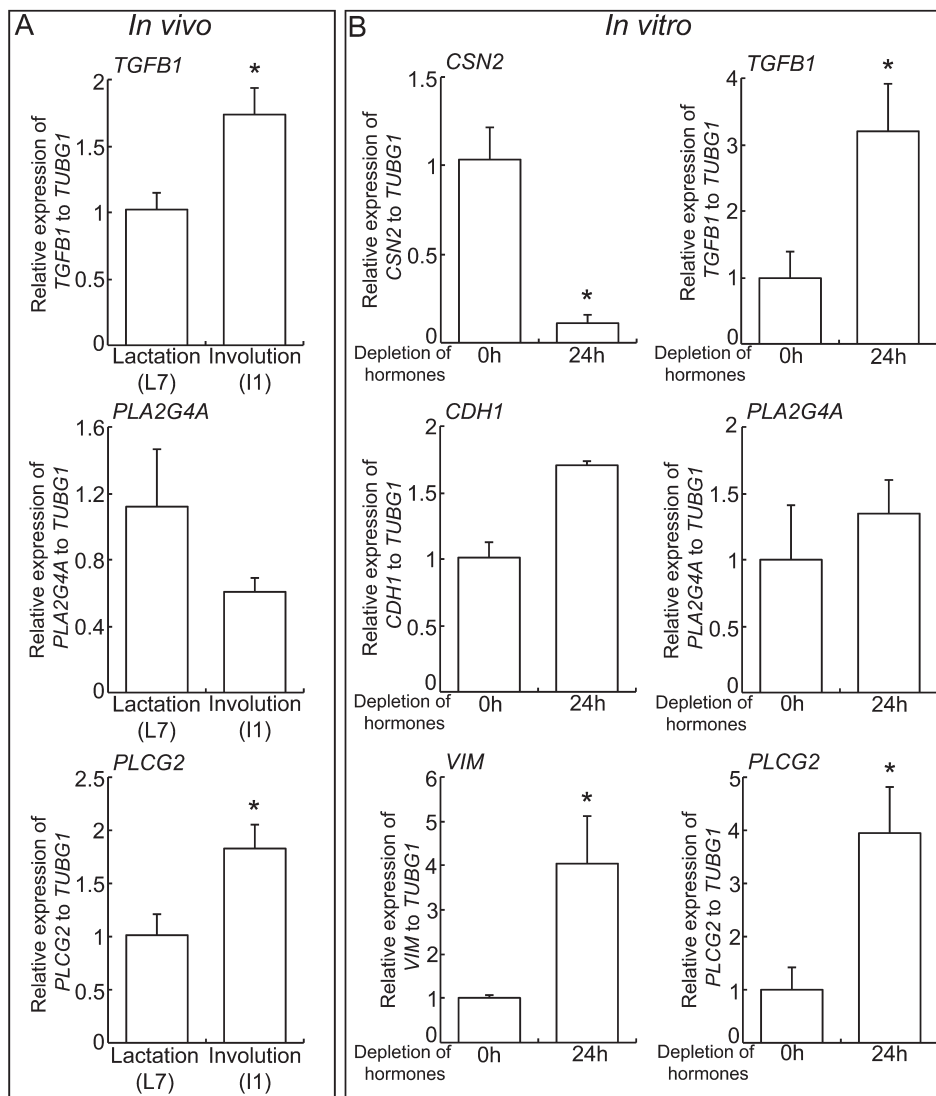 A
In vivo
TGFB1
*
2
1.5
1
0.5
0
Relative expression of
TGFB1 to TUBG1
Lactation
(L7)
Involution
(I1)
PLA2G4A
1.6
1.2
0.8
0.4
0
Relative expression of
PLA2G4A to TUBG1
Lactation
(L7)
Involution
(I1)
PLCG2
*
2.5
2
1.5
1
0.5
0
Relative expression of
PLCG2 to TUBG1
Lactation
(L7)
Involution
(I1)
B
In vitro
CSN2
*
1.5
1
0.5
0
Relative expression of
CSN2 to TUBG1
Depletion of
hormones
0h
24h
TGFB1
*
4
3
2
1
0
Relative expression of
TGFB1 to TUBG1
0h
24h
CDH1
2
1.5
1
0.5
0
Relative expression of
CDH1 to TUBG1
Depletion of
hormones
0h
24h
PLA2G4A
2
1.5
1
0.5
0
Relative expression of
PLA2G4A to TUBG1
Depletion of
hormones
0h
24h
VIM
*
6
5
4
3
2
1
0
Relative expression of
VIM to TUBG1
Depletion of
hormones
0h
24h
PLCG2
*
5
4
3
2
1
0
Relative expression of
PLCG2 to TUBG1
Depletion of
hormones
0h
24h